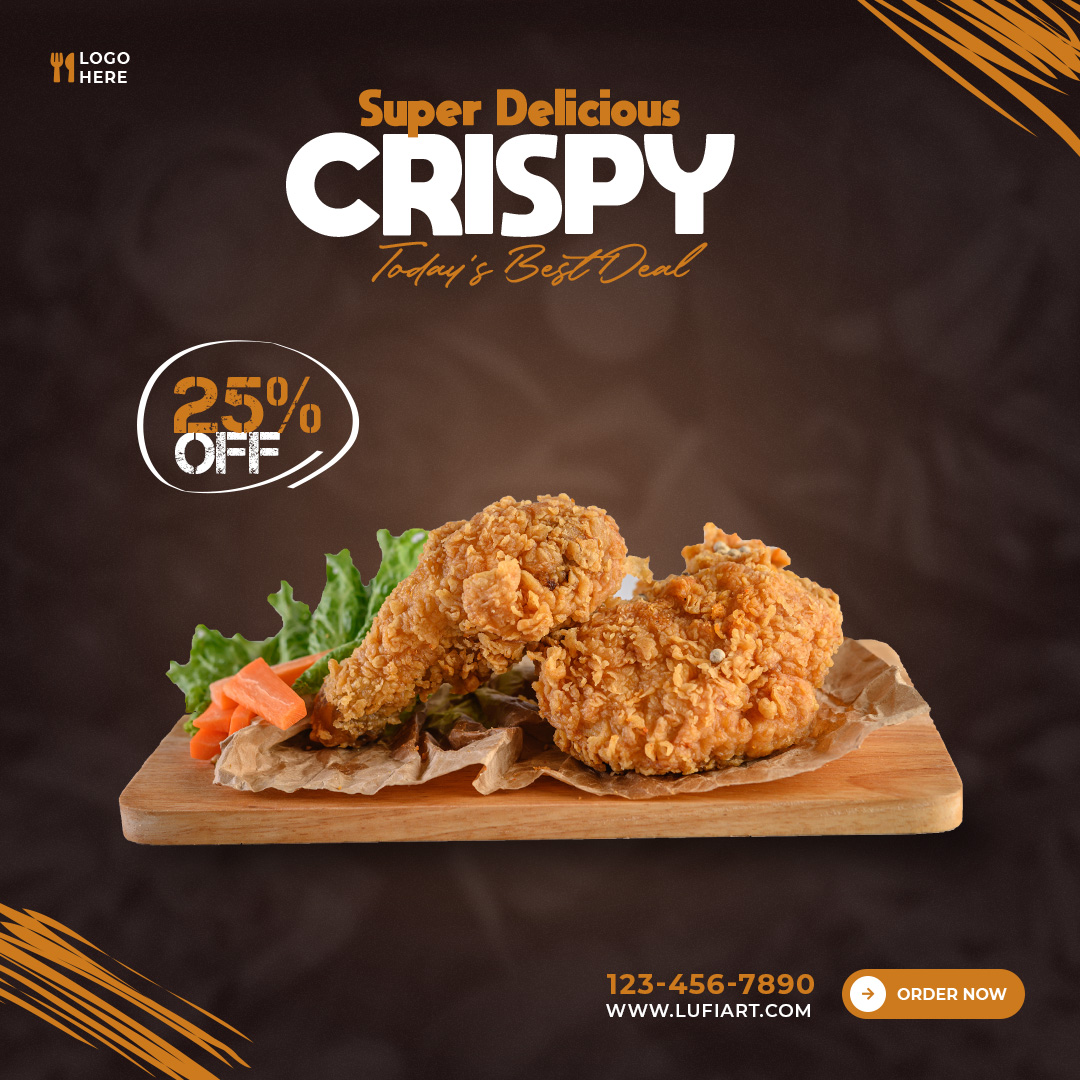 LOGO
HERE
Super Delicious
CRISPY
Today's Best Deal
25%
OFF
123-456-7890
WWW.LUFIART.COM
ORDER NOW